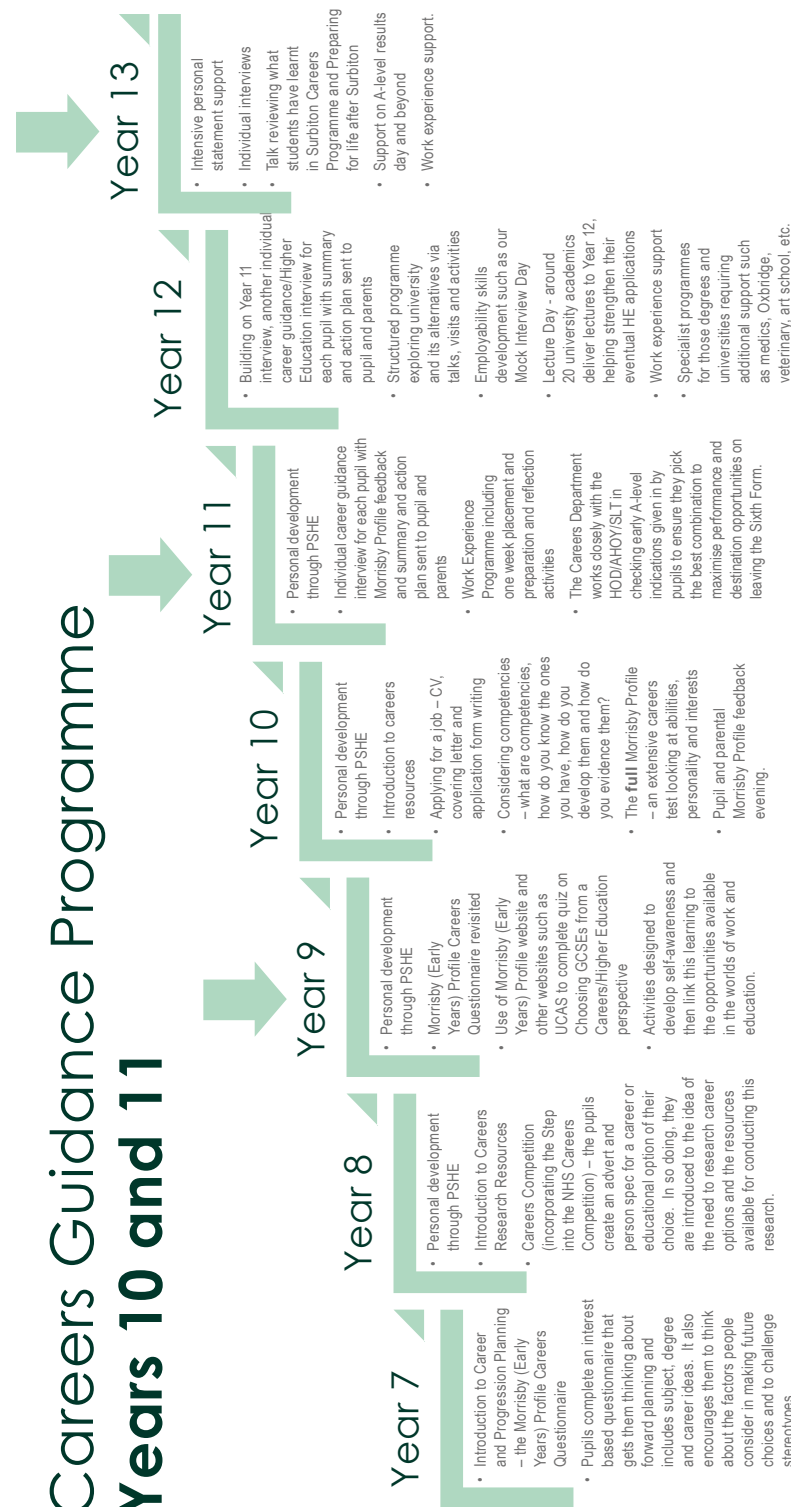 Careers Guidance Programme
Years 10 and 11
Year 7
• Introduction to Career
and Progression Planning
– the Morrisby (Early
Years) Profile Careers
Questionnaire
• Pupils complete an interest
based questionnaire that
gets them thinking about
forward planning and
includes subject, degree
and career ideas. It also
encourages them to think
about the factors people
consider in making future
choices and to challenge
stereotypes
Year 8
• Personal development
through PSHE
• Introduction to Careers
Research Resources
• Careers Competition
(incorporating the Step
into the NHS Careers
Competition) – the pupils
create an advert and
person spec for a career or
educational option of their
choice. In so doing, they
are introduced to the idea of
the need to research career
options and the resources
available for conducting this
research.
Year 9
• Personal development
through PSHE
• Morrisby (Early
Years) Profile Careers
Questionnaire revisited
• Use of Morrisby (Early
Years) Profile website and
other websites such as
UCAS to complete quiz on
Choosing GCSEs from a
Careers/Higher Education
perspective
• Activities designed to
develop self-awareness and
then link this learning to
the opportunities available
in the worlds of work and
education.
Year 10
• Personal development
through PSHE
• Introduction to careers
resources
• Applying for a job – CV,
covering letter and
application form writing
• Considering competencies
– what are competencies,
how do you know the ones
you have, how do you
develop them and how do
you evidence them?
• The full Morrisby Profile
– an extensive careers
test looking at abilities,
personality and interests
• Pupil and parental
Morrisby Profile feedback
evening.
Year 11
• Personal development
through PSHE
• Individual career guidance
interview for each pupil with
Morrisby Profile feedback
and summary and action
plan sent to pupil and
parents
• Work Experience
Programme including
one week placement and
preparation and reflection
activities
• The Careers Department
works closely with the
HOD/AHOY/SLT in
checking early A-level
indications given in by
pupils to ensure they pick
the best combination to
maximise performance and
destination opportunities on
leaving the Sixth Form.
Year 12
• Building on Year 11
interview, another individual
career guidance/Higher
Education interview for
each pupil with summary
and action plan sent to
pupil and parents
• Structured programme
exploring university
and its alternatives via
talks, visits and activities
• Employability skills
development such as our
Mock Interview Day
• Lecture Day - around
20 university academics
deliver lectures to Year 12,
helping strengthen their
eventual HE applications
• Work experience support
• Specialist programmes
for those degrees and
universities requiring
additional support such
as medics, Oxbridge,
veterinary, art school, etc.
Year 13
• Intensive personal
statement support
• Individual interviews
• Talk reviewing what
students have learnt
in Surbiton Careers
Programme and Preparing
for life after Surbiton
• Support on A-level results
day and beyond
• Work experience support.